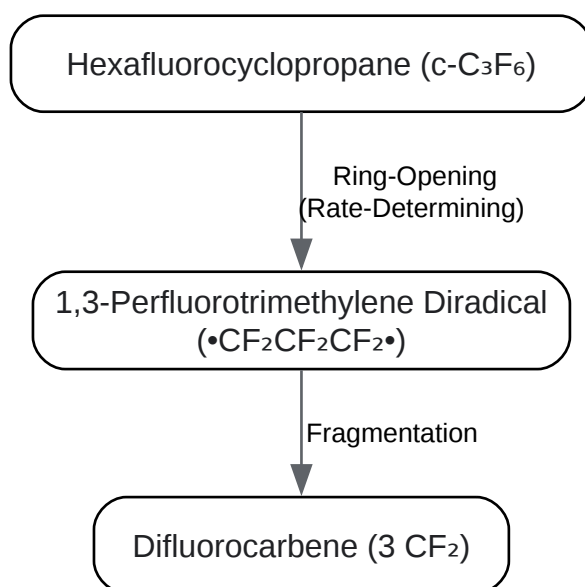 Hexafluorocyclopropane (c-C₃F₆)
Ring-Opening
(Rate-Determining)
1,3-Perfluorotrimethylene Diradical
(•CF₂CF₂CF₂•)
Fragmentation
Difluorocarbene (3 CF₂)